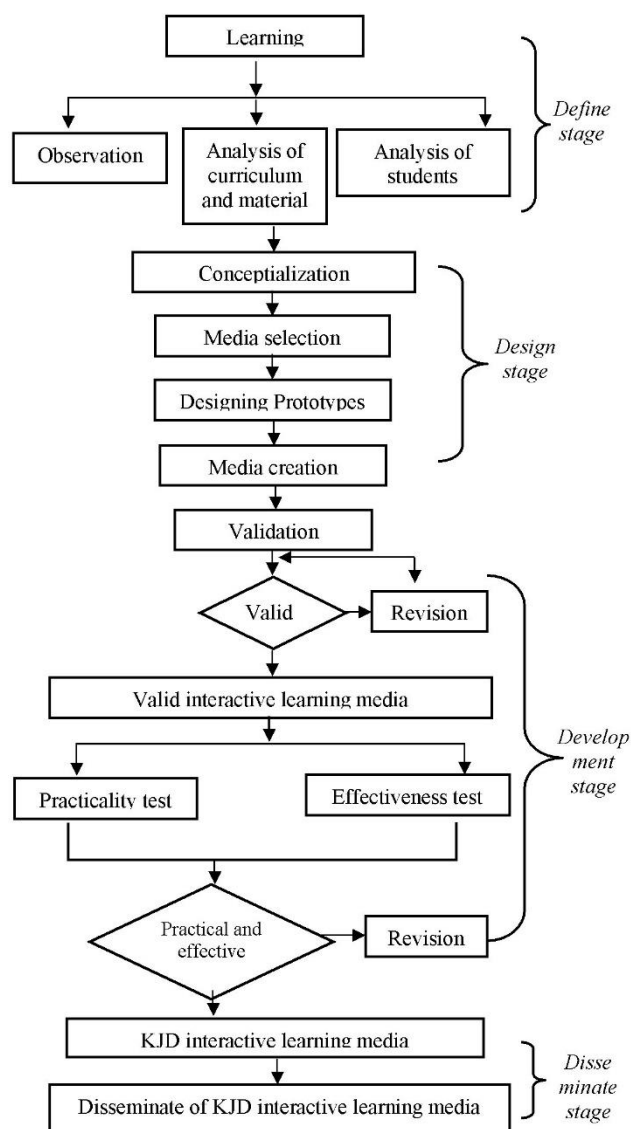 Learning
Define
stage
Observation
Analysis of
curriculum
and material
Analysis of
students
Conceptialization
Media selection
Design
stage
Designing Prototypes
Media creation
Validation
Valid
Revision
Valid interactive learning media
Develop
ment
stage
Practicality test
Effectiveness test
Practical and
effective
Revision
KJD interactive learning media
Disse
minate
stage
Disseminate of KJD interactive learning media